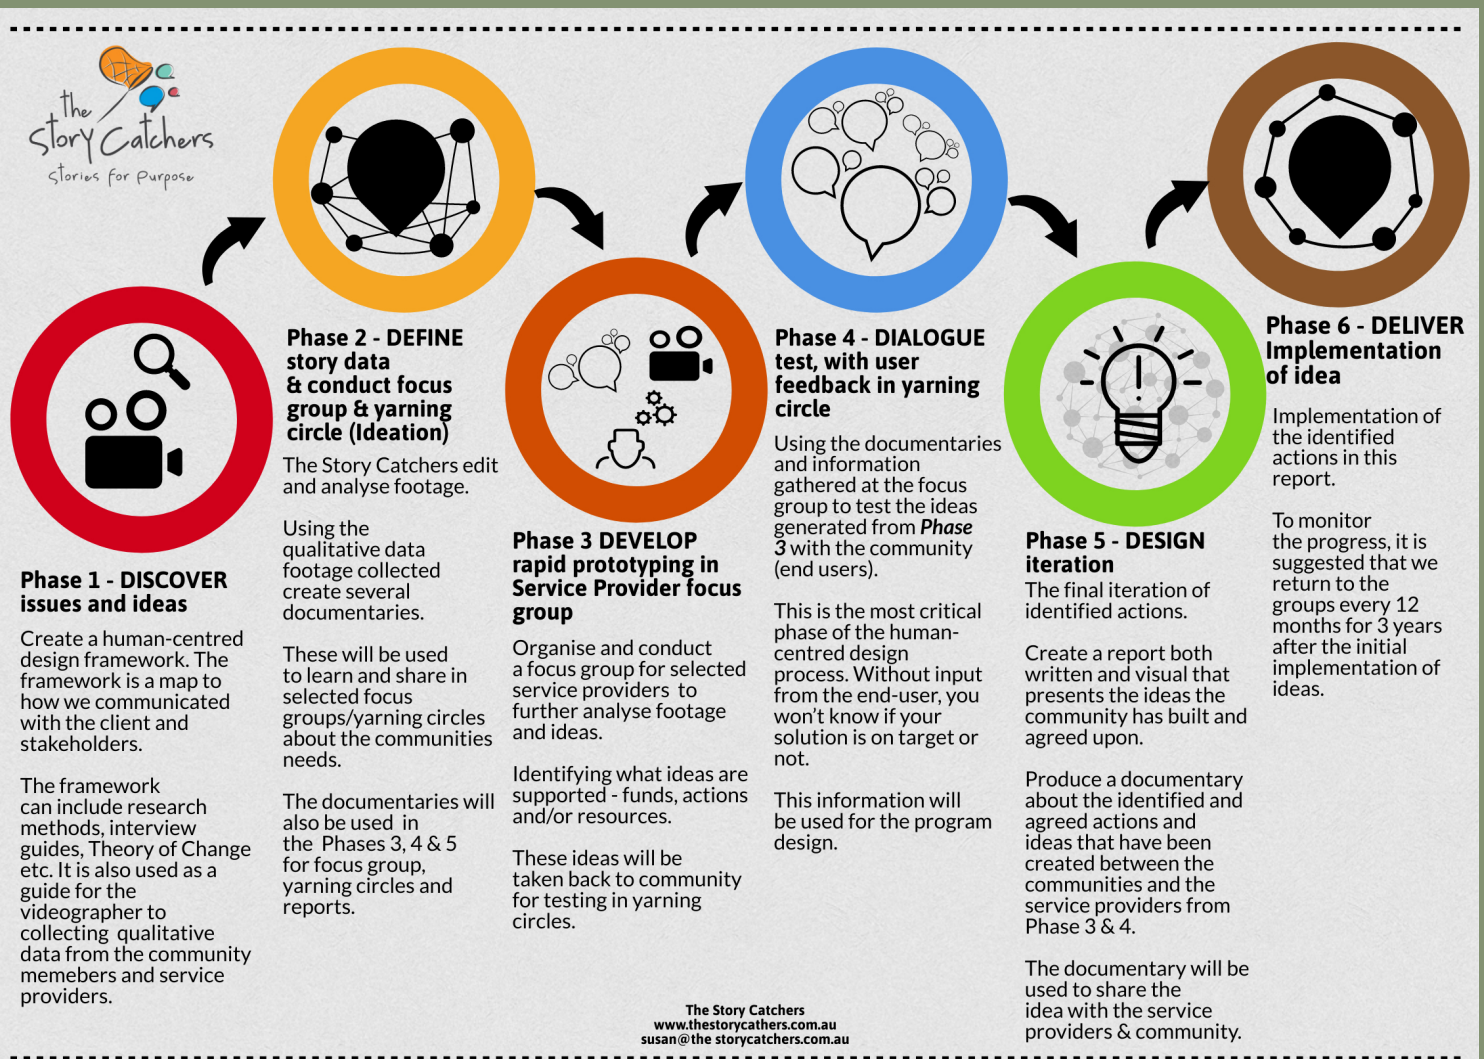 the
Story Catchers
Stories for Purpose
Phase 1 - DISCOVER
issues and ideas
Create a human-centred
design framework. The
framework is a map to
how we communicated
with the client and
stakeholders.
The framework
can include research
methods, interview
guides, Theory of Change
etc. It is also used as a
guide for the
videographer to
collecting qualitative
data from the community
memebers and service
providers.
Phase 2 - DEFINE
story data
& conduct focus
group & yarning
circle (Ideation)
The Story Catchers edit
and analyse footage.
Using the
qualitative data
footage collected
create several
documentaries.
These will be used
to learn and share in
selected focus
groups/yarning circles
about the communities
needs.
The documentaries will
also be used in
the Phases 3, 4 & 5
for focus group,
yarning circles and
reports.
Phase 3 DEVELOP
rapid prototyping in
Service Provider focus
group
Organise and conduct
a focus group for selected
service providers to
further analyse footage
and ideas.
Identifying what ideas are
supported - funds, actions
and/or resources.
These ideas will be
taken back to community
for testing in yarning
circles.
Phase 4 - DIALOGUE
test, with user
feedback in yarning
circle
Using the documentaries
and information
gathered at the focus
group to test the ideas
generated from Phase
3 with the community
(end users).
This is the most critical
phase of the human-
centred design
process. Without input
from the end-user, you
won't know if your
solution is on target or
not.
This information will
be used for the program
design.
Phase 5 - DESIGN
iteration
The final iteration of
identified actions.
Create a report both
written and visual that
presents the ideas the
community has built and
agreed upon.
Produce a documentary
about the identified and
agreed actions and
ideas that have been
created between the
communities and the
service providers from
Phase 3 & 4.
The documentary will be
used to share the
idea with the service
providers & community.
Phase 6 - DELIVER
Implementation
of idea
Implementation of
the identified
actions in this
report.
To monitor
the progress, it is
suggested that we
return to the
groups every 12
months for 3 years
after the initial
implementation of
ideas.
The Story Catchers
www.thestorycathers.com.au
susan@the storycatchers.com.au